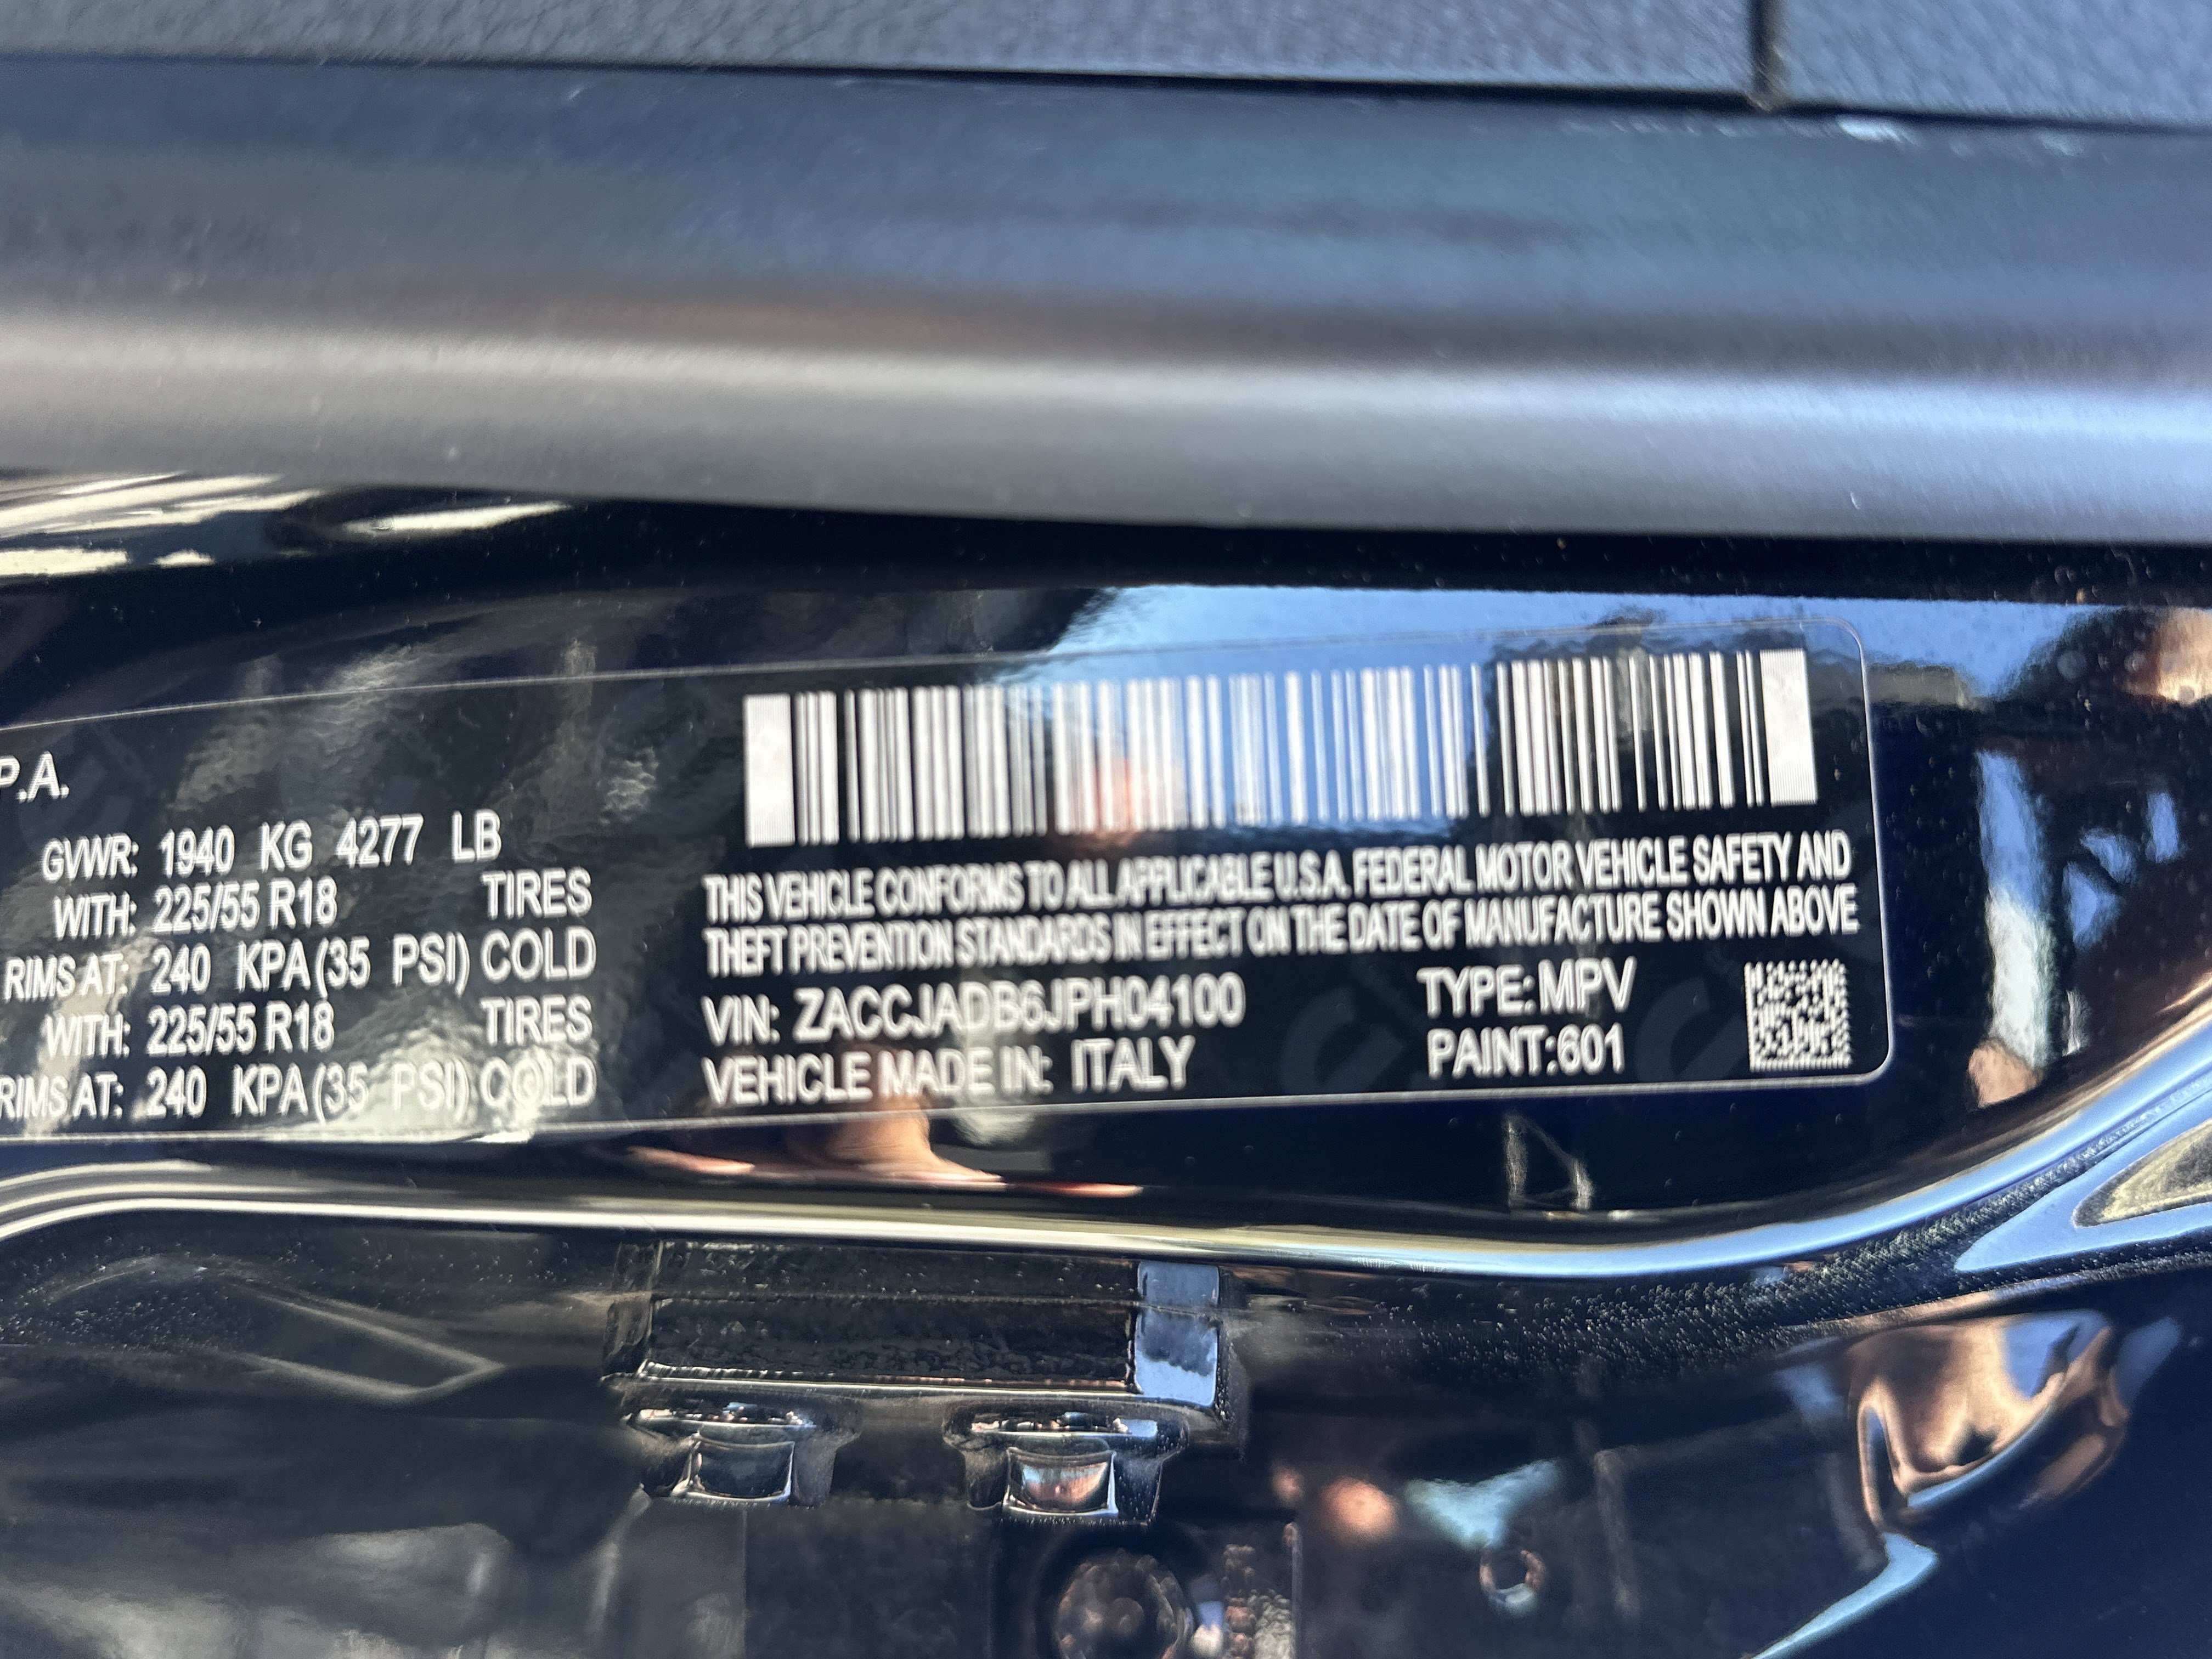 P.A.
GVWR: 1940 KG 4277 LB
WITH: 225/55 R18 TIRES
RIMS AT: 240 KPA (35 PSI) COLD
WITH: 225/55 R18 TIRES
RIMS AT: 240 KPA (35 PSI) COLD
THIS VEHICLE CONFORMS TO ALL APPLICABLE U.S.A. FEDERAL MOTOR VEHICLE SAFETY AND
THEFT PREVENTION STANDARDS IN EFFECT ON THE DATE OF MANUFACTURE SHOWN ABOVE
VIN: ZACCJADB6JPH04100 TYPE: MPV
VEHICLE MADE IN: ITALY PAINT: 601